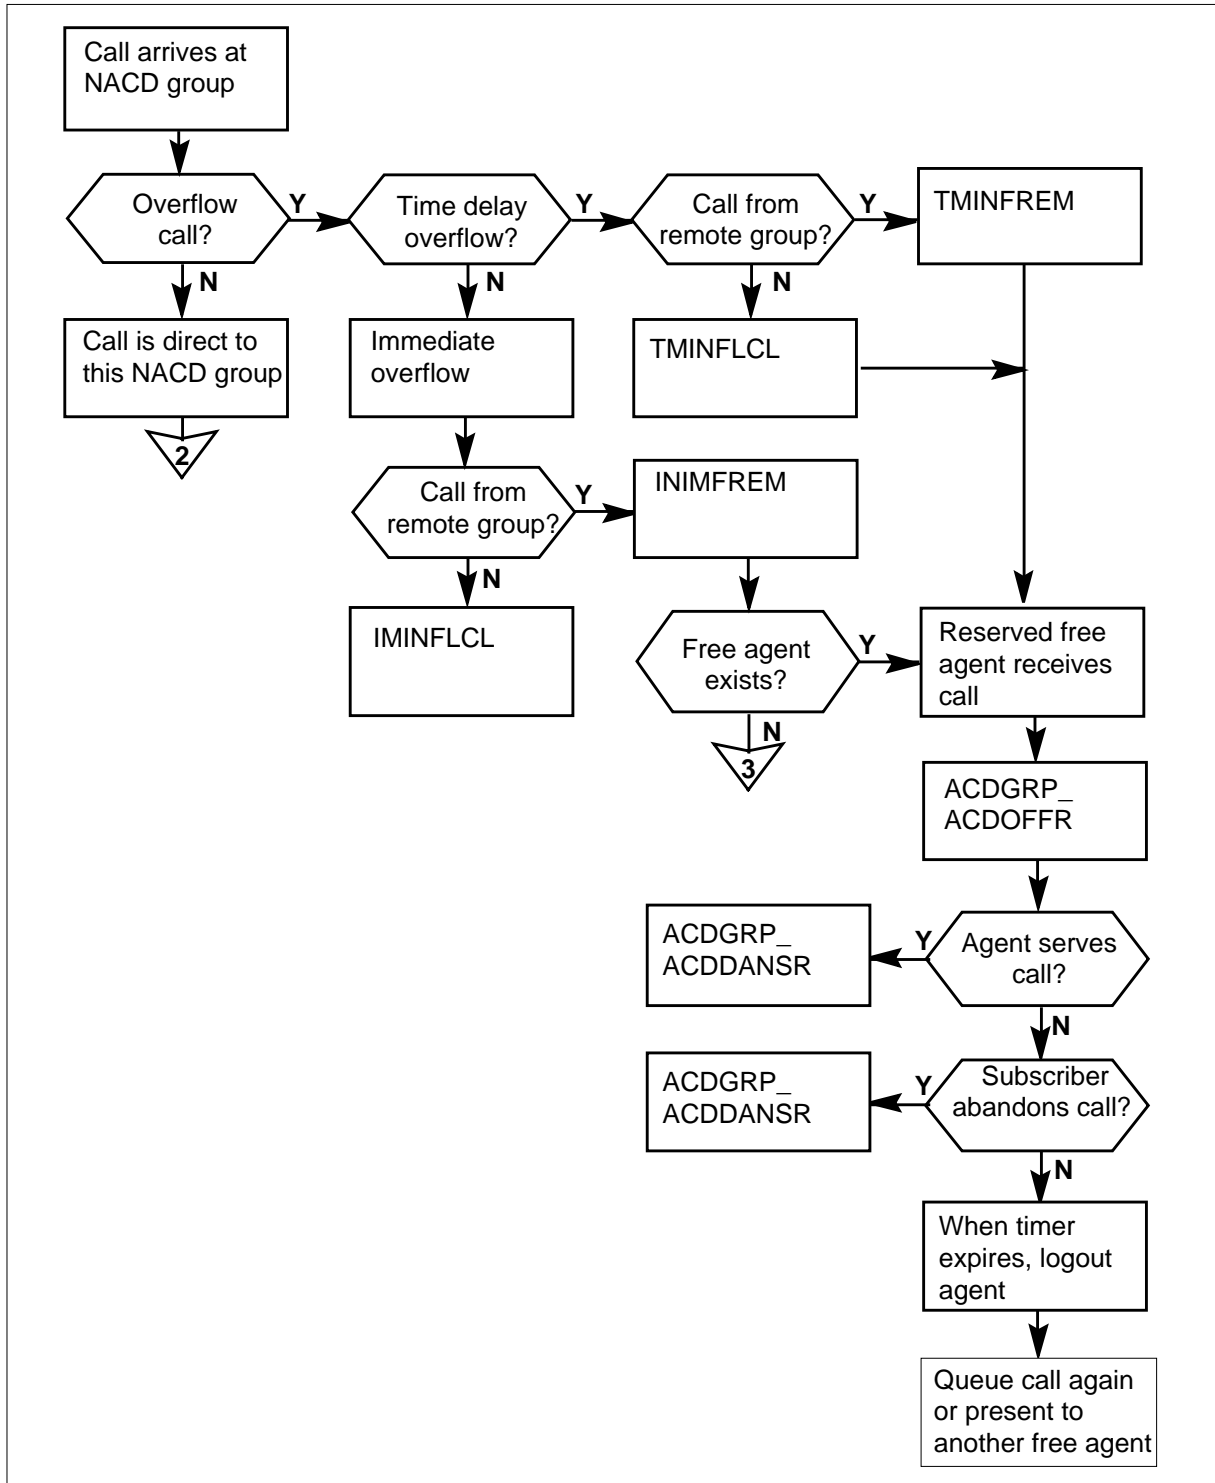 Call arrives at
NACD group
Overflow
call?
Y
Time delay
overflow?
Y
Call from
remote group?
Y
TMINFREM
N
N
N
Call is direct to
this NACD group
2
Immediate
overflow
TMINFLCL
Call from
remote group?
Y
INIMFREM
N
IMINFLCL
Free agent
exists?
Y
N
3
Reserved free
agent receives
call
ACDGRP_
ACDOFFR
Agent serves
call?
Y
ACDGRP_
ACDDANSR
N
Subscriber
abandons call?
Y
ACDGRP_
ACDDANSR
N
When timer
expires, logout
agent
Queue call again
or present to
another free agent